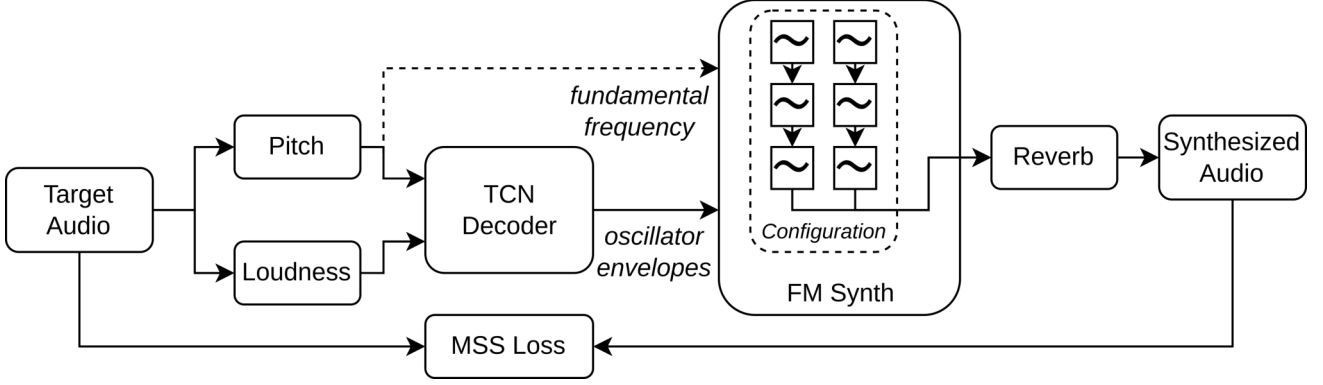 Target
Audio
Pitch
Loudness
TCN
Decoder
fundamental
frequency
oscillator
envelopes
Configuration
FM Synth
Reverb
Synthesized
Audio
MSS Loss